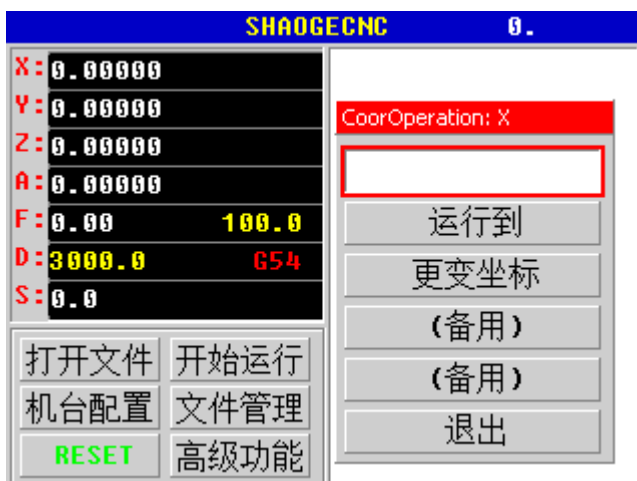 SHAOGECNC 0.
X: 0.00000
Y: 0.00000
Z: 0.00000
A: 0.00000
F: 0.00 100.0
D: 3000.0 G54
S: 0.0
打开文件 开始运行
机台配置 文件管理
RESET 高级功能
CoorOperation: X
运行到
更变坐标
(备用)
(备用)
退出